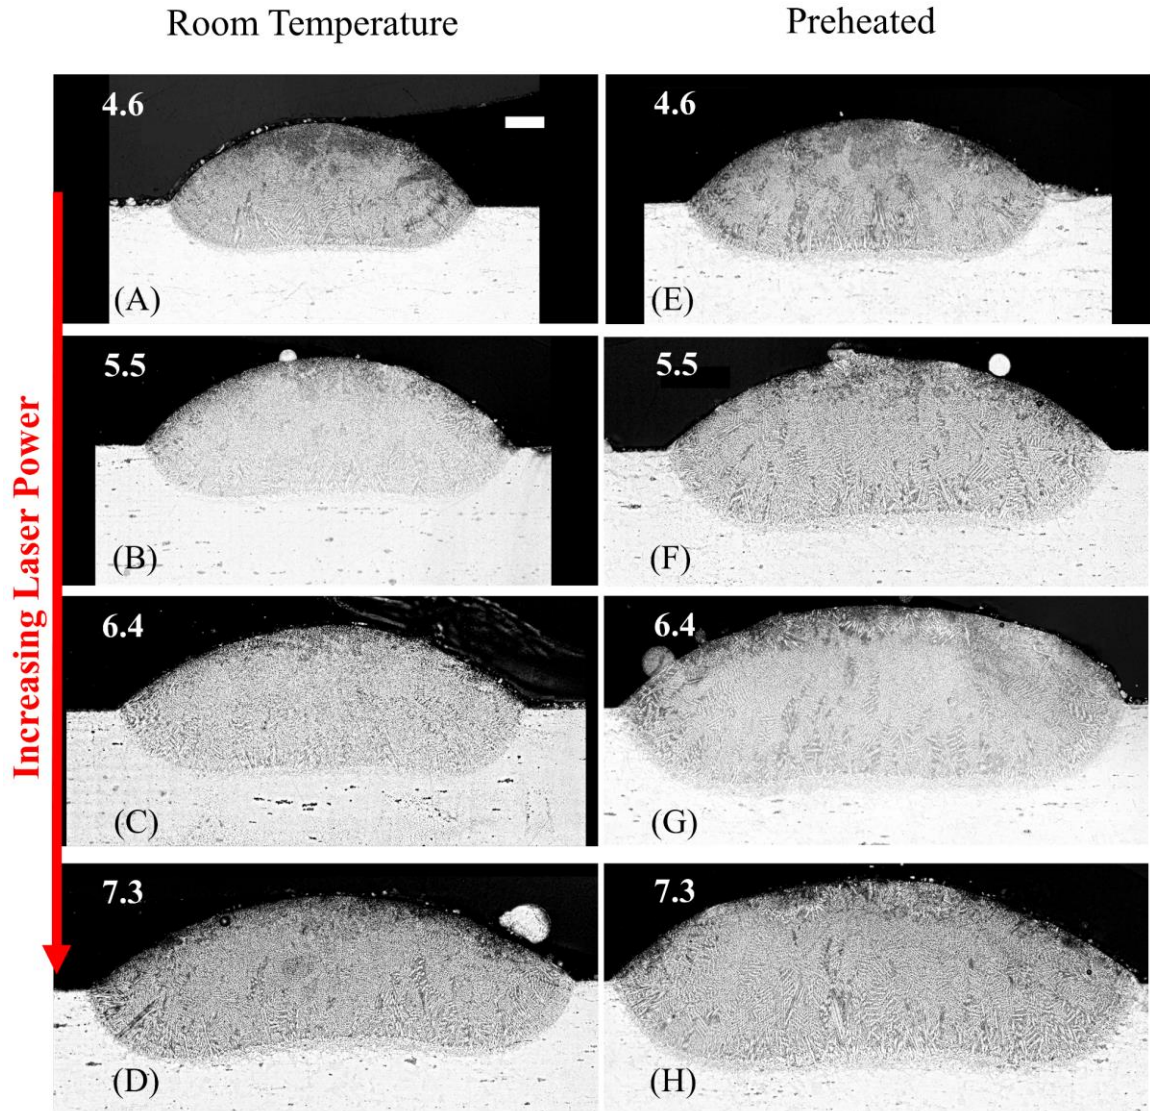 Room Temperature
Preheated
Increasing Laser Power
4.6
(A)
4.6
(E)
5.5
(B)
5.5
(F)
6.4
(C)
6.4
(G)
7.3
(D)
7.3
(H)